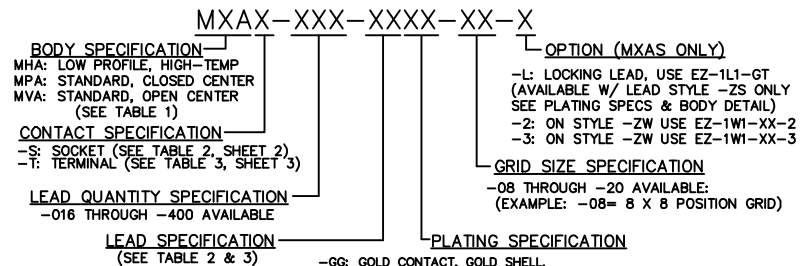 MXAX-XXX-XXXX-XX-X
BODY SPECIFICATION
MHA: LOW PROFILE, HIGH-TEMP
MPA: STANDARD, CLOSED CENTER
MVA: STANDARD, OPEN CENTER
(SEE TABLE 1)
CONTACT SPECIFICATION
-S: SOCKET (SEE TABLE 2, SHEET 2)
-T: TERMINAL (SEE TABLE 3, SHEET 3)
LEAD QUANTITY SPECIFICATION
-016 THROUGH -400 AVAILABLE
LEAD SPECIFICATION
(SEE TABLE 2 & 3)
OPTION (MXAS ONLY)
-L: LOCKING LEAD, USE EZ-1L1-GT
(AVAILABLE W/ LEAD STYLE -ZS ONLY
SEE PLATING SPECS & BODY DETAIL)
-2: ON STYLE -ZW USE EZ-1W1-XX-2
-3: ON STYLE -ZW USE EZ-1W1-XX-3
GRID SIZE SPECIFICATION
-08 THROUGH -20 AVAILABLE:
(EXAMPLE: -08= 8 X 8 POSITION GRID)
PLATING SPECIFICATION
-GG: GOLD CONTACT, GOLD SHELL.